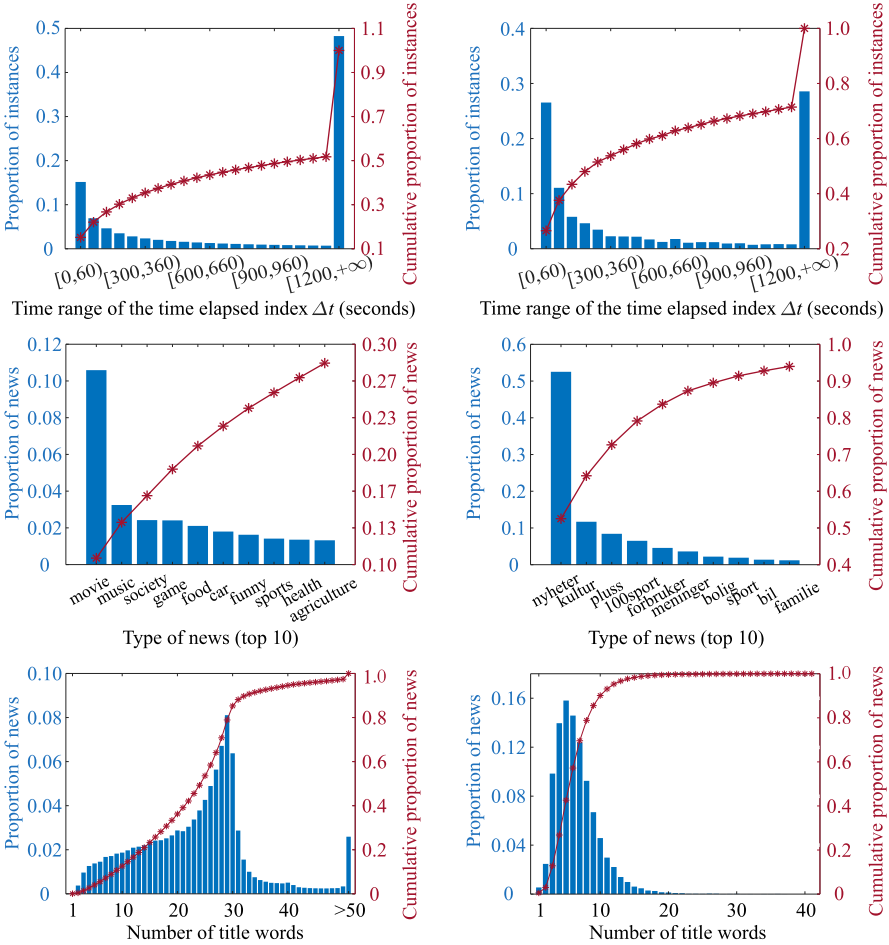 0.5
0.4
0.3
0.2
0.1
0
Proportion of instances
1.1
0.9
0.7
0.5
0.3
0.1
Cumulative proportion of instances
[0,60)
[300,360)
[600,660)
[900,960)
[1200,+∞)
Time range of the time elapsed index Δt (seconds)
0.4
0.3
0.2
0.1
0
Proportion of instances
1.0
0.8
0.6
0.4
0.2
Cumulative proportion of instances
[0,60)
[300,360)
[600,660)
[900,960)
[1200,+∞)
Time range of the time elapsed index Δt (seconds)
0.12
0.10
0.08
0.06
0.04
0.02
0
Proportion of news
0.30
0.27
0.23
0.20
0.17
0.13
0.10
Cumulative proportion of news
movie
music
society
game
food
car
funny
sports
health
agriculture
Type of news (top 10)
0.6
0.5
0.4
0.3
0.2
0.1
0
Proportion of news
1.0
0.9
0.8
0.7
0.6
0.5
0.4
Cumulative proportion of news
nyheter
kultur
pluss
100sport
forbruker
meninger
bolig
sport
bil
familie
Type of news (top 10)
0.10
0.08
0.06
0.04
0.02
0
Proportion of news
1.0
0.8
0.6
0.4
0.2
0
Cumulative proportion of news
1
10
20
30
40
>50
Number of title words
0.16
0.12
0.08
0.04
0
Proportion of news
1.0
0.8
0.6
0.4
0.2
0
Cumulative proportion of news
1
10
20
30
40
Number of title words